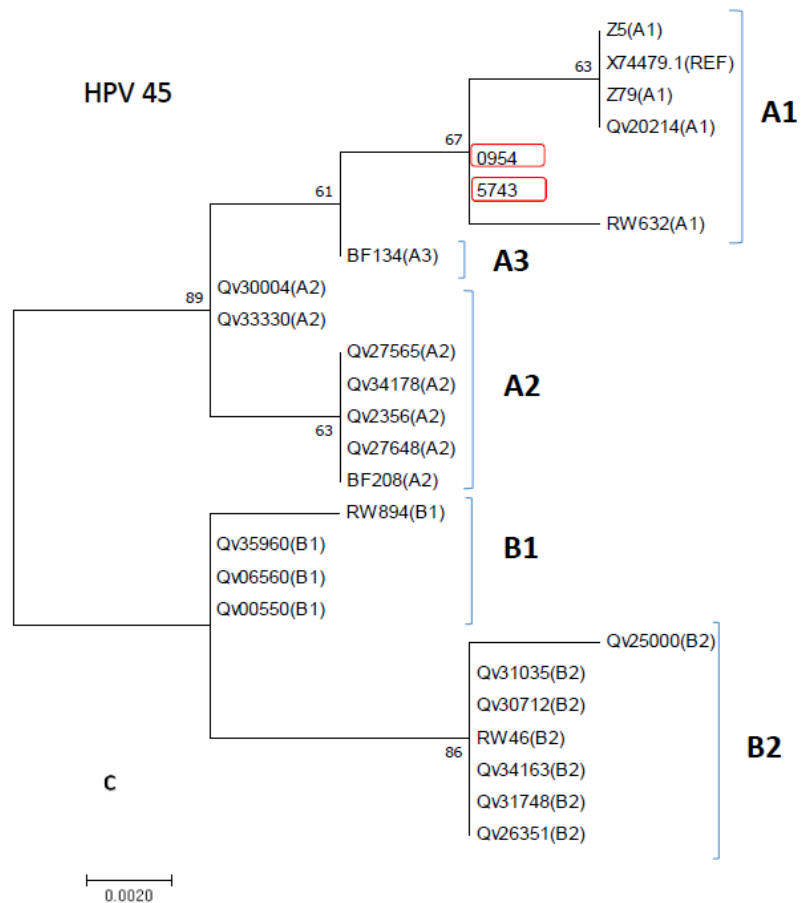 Z5(A1)
X74479.1(REF)
HPV 45
63
Z79(A1)
A1
Qv20214(A1)
67
0954
61
5743
RW632(A1)
BF134(A3)
A3
89
Qv30004(A2)
Qv33330(A2)
Qv27565(A2)
Qv34178(A2)
A2
Qv2356(A2)
63
Qv27648(A2)
BF208(A2)
RW894(B1)
Qv35960(B1)
B1
Qv06560(B1)
Qv00550(B1)
Qv25000(B2)
Qv31035(B2)
Qv30712(B2)
RW46(B2)
B2
86
Qv34163(B2)
c
Qv31748(B2)
Qv26351(B2)
0.0020